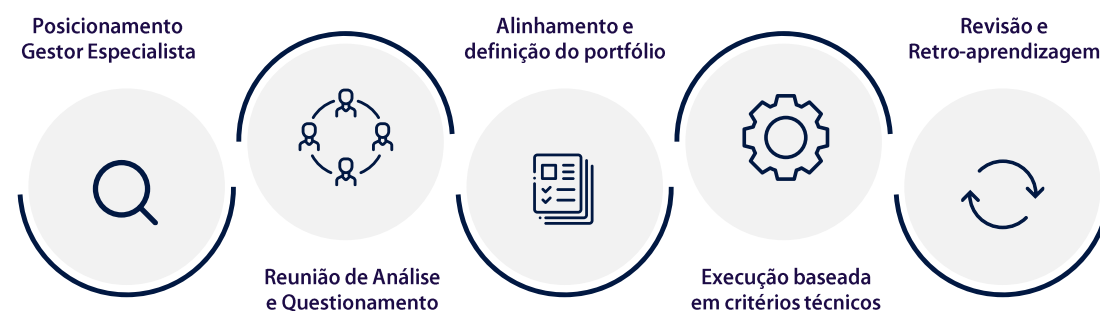 Posicionamento
Gestor Especialista
Reunião de Análise
e Questionamento
Alinhamento e
definição do portfólio
Execução baseada
em critérios técnicos
Revisão e
Retro-aprendizagem